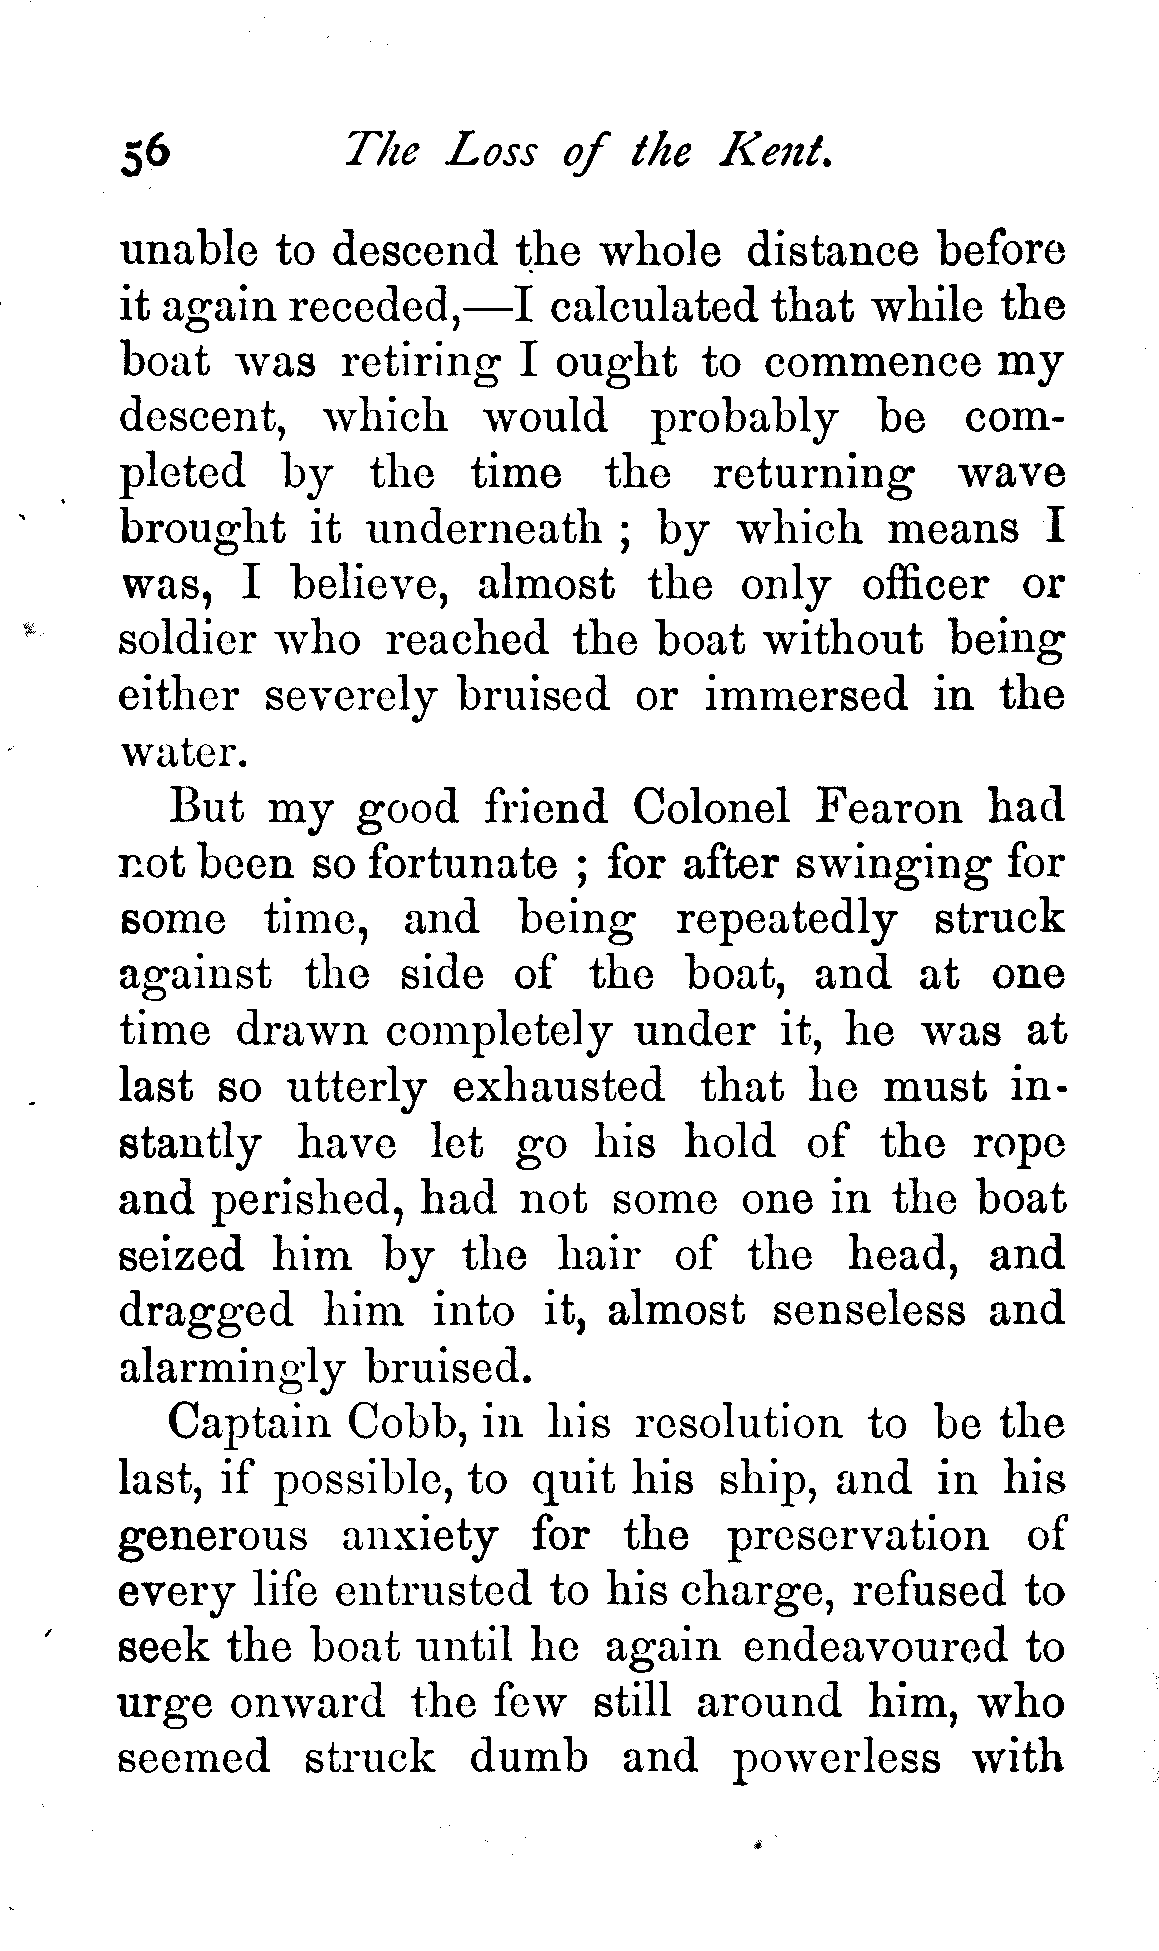 56 The Loss of the Kent.
unable to descend the whole distance before
it again receded,—I calculated that while the
boat was retiring I ought to commence my
descent, which would probably be com-
pleted by the time the returning wave
brought it underneath ; by which means I
was, I believe, almost the only officer or
soldier who reached the boat without being
either severely bruised or immersed in the
water.
But my good friend Colonel Fearon had
not been so fortunate ; for after swinging for
some time, and being repeatedly struck
against the side of the boat, and at one
time drawn completely under it, he was at
last so utterly exhausted that he must in-
stantly have let go his hold of the rope
and perished, had not some one in the boat
seized him by the hair of the head, and
dragged him into it, almost senseless and
alarmingly bruised.
Captain Cobb, in his resolution to be the
last, if possible, to quit his ship, and in his
generous anxiety for the preservation of
every life entrusted to his charge, refused to
seek the boat until he again endeavoured to
urge onward the few still around him, who
seemed struck dumb and powerless with